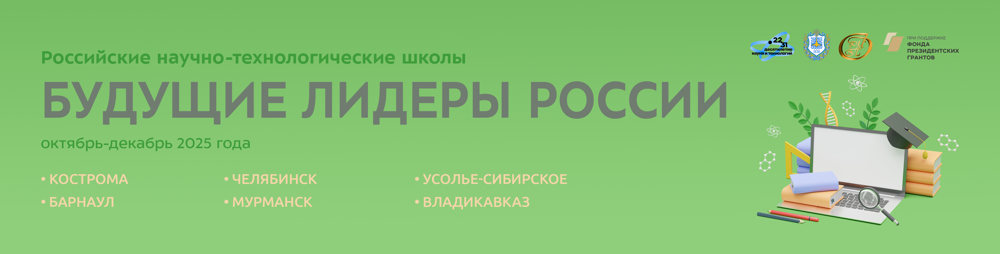 22
31
десятилетие
науки и технологий
1830
ПРИ ПОДДЕРЖКЕ
ФОНДА
ПРЕЗИДЕНТСКИХ
ГРАНТОВ
Российские научно-технологические школы
БУДУЩИЕ ЛИДЕРЫ РОССИИ
октябрь-декабрь 2025 года
• КОСТРОМА
• БАРНАУЛ
• ЧЕЛЯБИНСК
• МУРМАНСК
• УСОЛЬЕ-СИБИРСКОЕ
• ВЛАДИКАВКАЗ